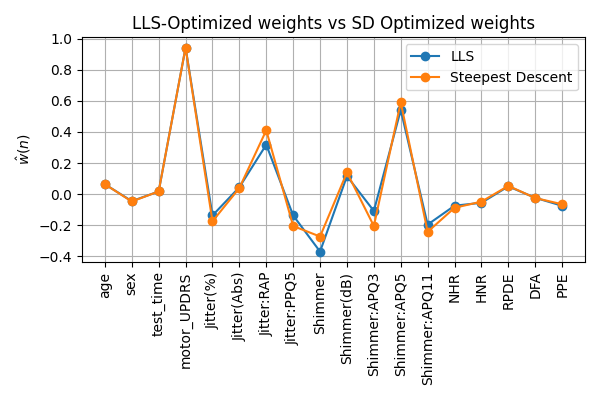 LLS-Optimized weights vs SD Optimized weights
ŵ(n)
1.0
0.8
0.6
0.4
0.2
0.0
−0.2
−0.4
LLS
Steepest Descent
age
sex
test_time
motor_UPDRS
Jitter(%)
Jitter(Abs)
Jitter:RAP
Jitter:PPQ5
Shimmer
Shimmer(dB)
Shimmer:APQ3
Shimmer:APQ5
Shimmer:APQ11
NHR
HNR
RPDE
DFA
PPE